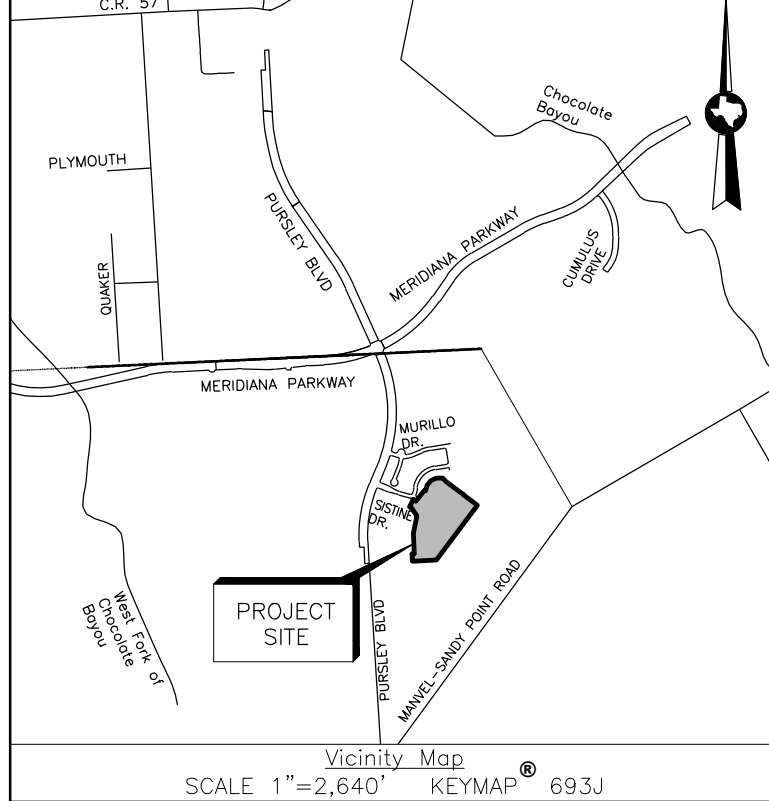 C.R. 57
Chocolate
Bayou
PLYMOUTH
PURSLEY BLVD
MERIDIANA PARKWAY
CUMULUS
DRIVE
QUAKER
MERIDIANA PARKWAY
MURILLO
DR.
SISTINE
DR.
PROJECT
SITE
West Fork of
Chocolate
Bayou
PURSLEY BLVD
MANVEL-SANDY POINT ROAD
Vicinity Map
SCALE 1"=2,640' KEYMAP® 693J